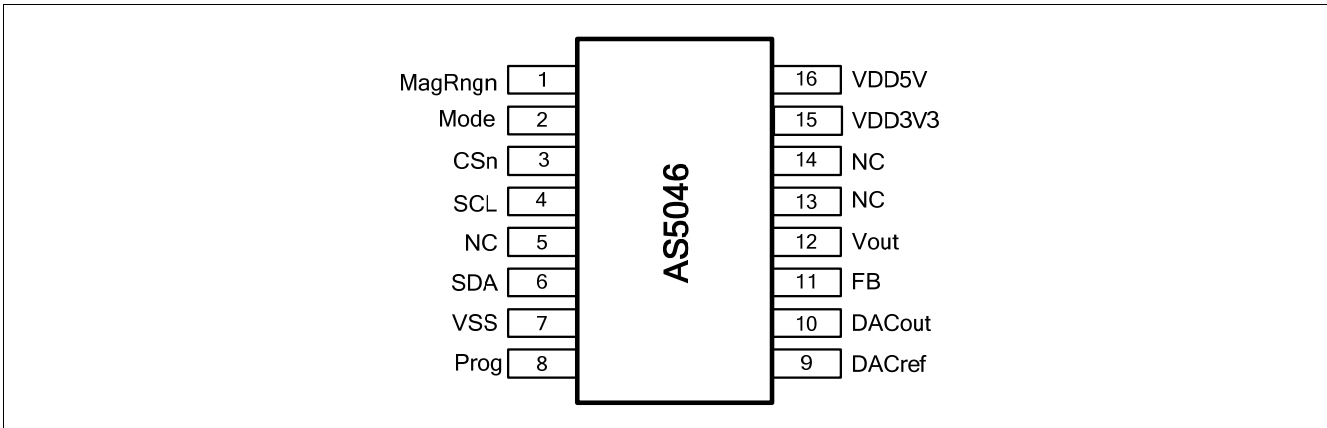 MagRngn 1 16 VDD5V
Mode 2 15 VDD3V3
CSn 3 14 NC
SCL 4 13 NC
NC 5 12 Vout
SDA 6 11 FB
VSS 7 10 DACout
Prog 8 9 DACref
AS5046